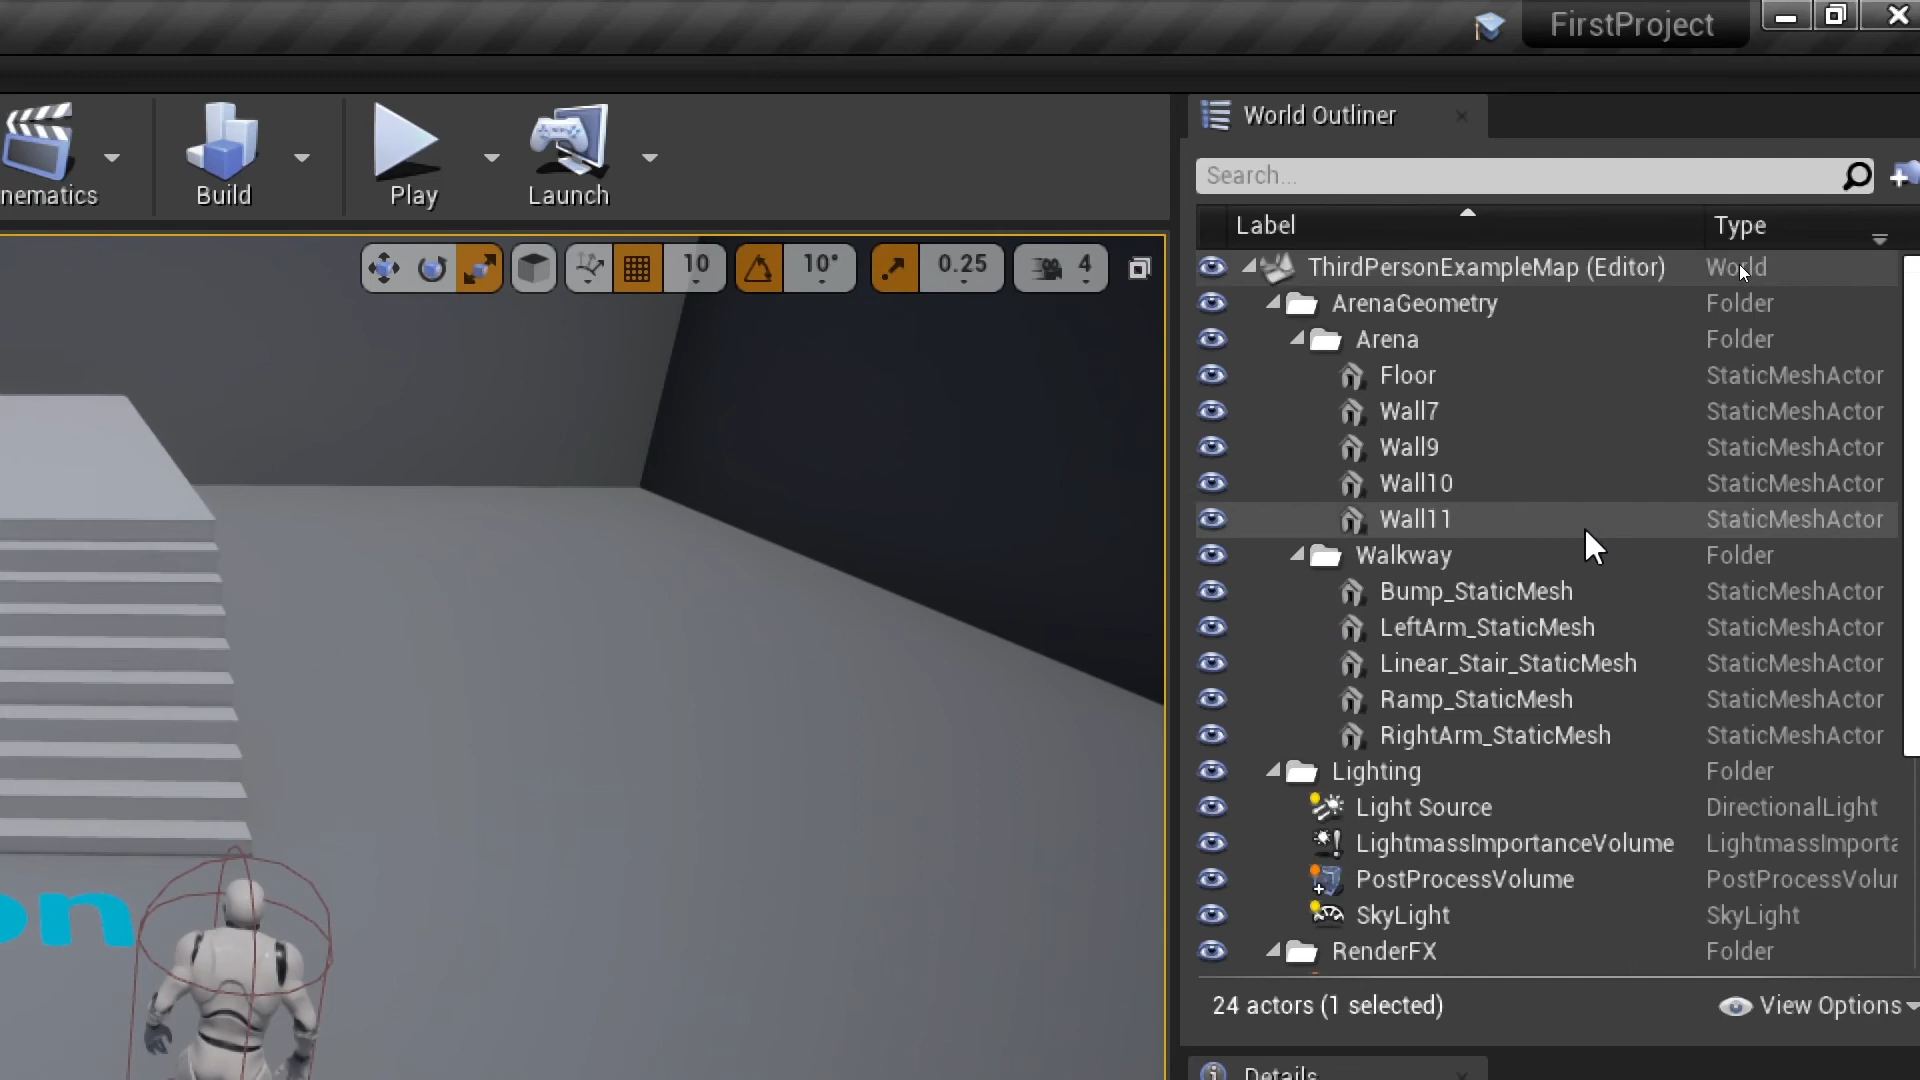 FirstProject
nematics
Build
Play
Launch
World Outliner
Search...
Label
Type
10
10°
0.25
4
ThirdPersonExampleMap (Editor)
World
ArenaGeometry
Folder
Arena
Folder
Floor
StaticMeshActor
Wall7
StaticMeshActor
Wall9
StaticMeshActor
Wall10
StaticMeshActor
Wall11
StaticMeshActor
Walkway
Folder
Bump_StaticMesh
StaticMeshActor
LeftArm_StaticMesh
StaticMeshActor
Linear_Stair_StaticMesh
StaticMeshActor
Ramp_StaticMesh
StaticMeshActor
RightArm_StaticMesh
StaticMeshActor
Lighting
Folder
Light Source
DirectionalLight
LightmassImportanceVolume
LightmassImporta
PostProcessVolume
PostProcessVolu
SkyLight
SkyLight
RenderFX
Folder
on
24 actors (1 selected)
View Options
Details